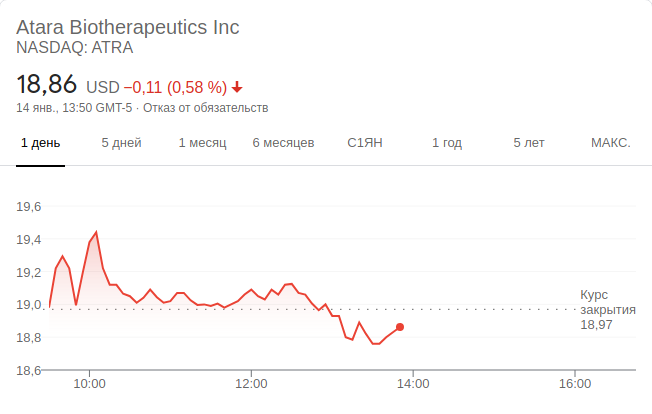 Atara Biotherapeutics Inc
NASDAQ: ATRA
18,86 USD −0,11 (0,58 %)
14 янв., 13:50 GMT-5 · Отказ от обязательств
1 день 5 дней 1 месяц 6 месяцев С1ЯН 1 год 5 лет МАКС.
19,6
19,4
19,2
19,0
18,8
18,6
Курс
закрытия
18,97
10:00 12:00 14:00 16:00